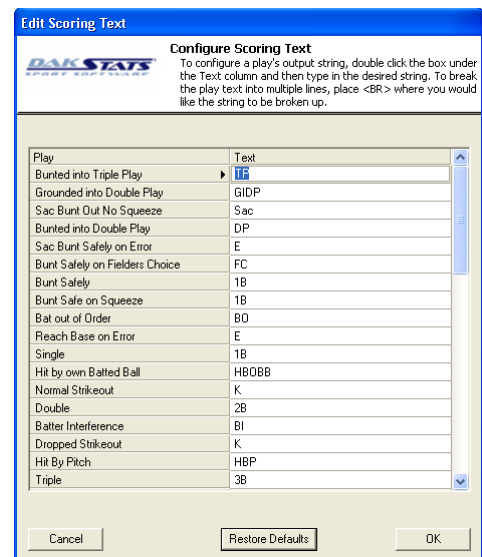 Edit Scoring Text
DAKSTATS
SPORT SOFTWARE
Configure Scoring Text
To configure a play's output string, double click the box under
the Text column and then type in the desired string. To break
the play text into multiple lines, place <BR> where you would
like the string to be broken up.
Play Text
Bunted into Triple Play TP
Grounded into Double Play GIDP
Sac Bunt Out No Squeeze Sac
Bunted into Double Play DP
Sac Bunt Safely on Error E
Bunt Safely on Fielders Choice FC
Bunt Safely 1B
Bunt Safe on Squeeze 1B
Bat out of Order BO
Reach Base on Error E
Single 1B
Hit by own Batted Ball HBOBB
Normal Strikeout K
Double 2B
Batter Interference BI
Dropped Strikeout K
Hit By Pitch HBP
Triple 3B
Cancel Restore Defaults OK